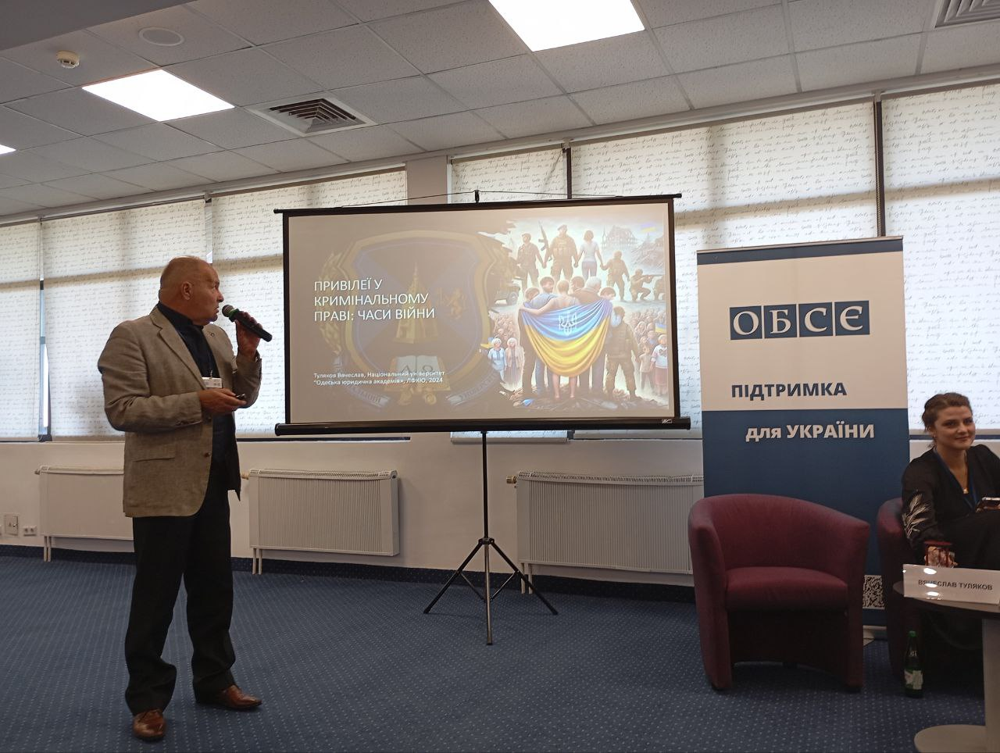 ПРИВІЛЕЇ У
КРИМІНАЛЬНОМУ
ПРАВІ: ЧАСИ ВІЙНИ
Туляков Вячеслав, Національний університет
"Одеська юридична академія", ЛФКЮ, 2024
ОБСЄ
ПІДТРИМКА
для УКРАЇНИ
ВЯЧЕСЛАВ ТУЛЯКОВ